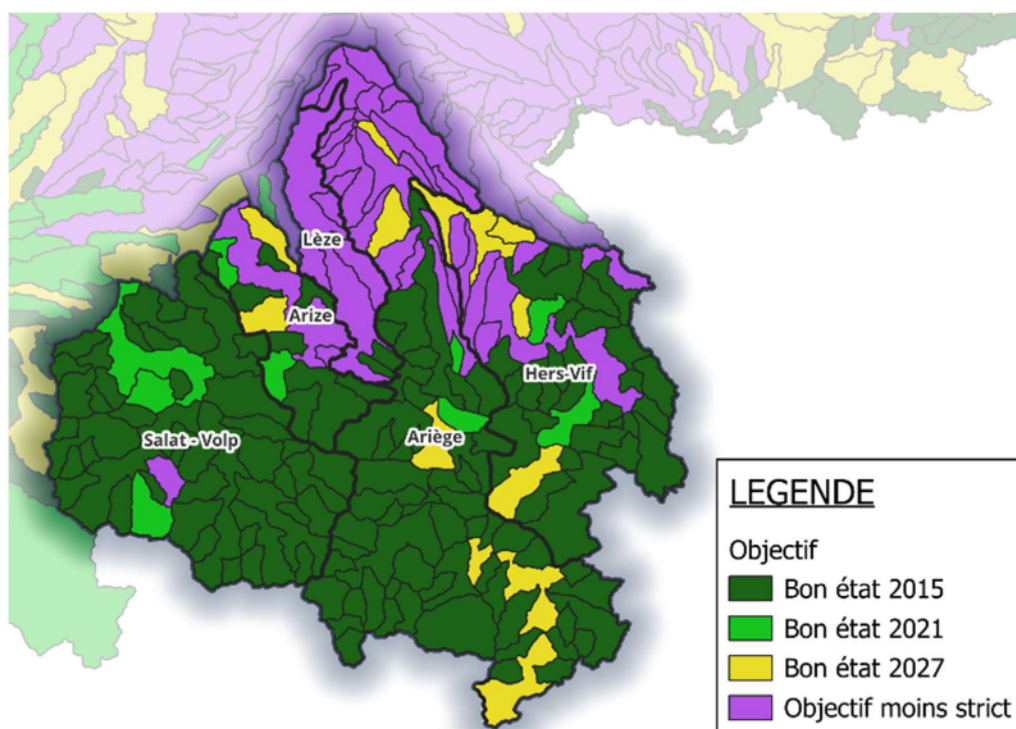 Lèze
Arize
Hers-Vif
Salat - Volp
Ariège
LEGENDE
Objectif
Bon état 2015
Bon état 2021
Bon état 2027
Objectif moins strict